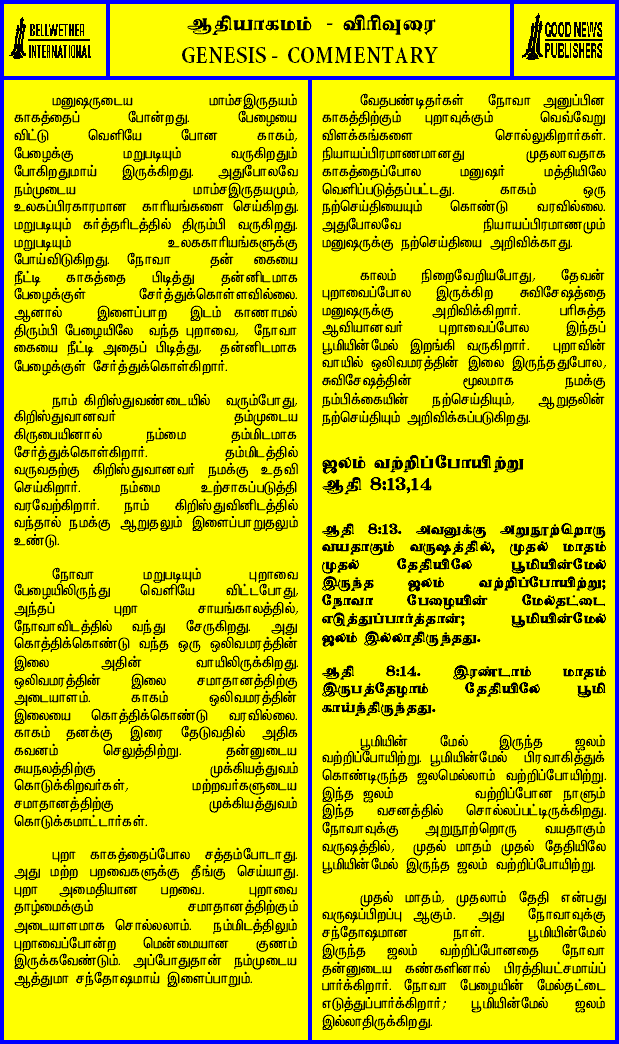 BELLWETHER
INTERNATIONAL
ஆதியாகமம் - விரிவுரை
GENESIS - COMMENTARY
GOOD NEWS
PUBLISHERS
மனுஷருடைய மாம்சஇருதயம்
காகத்தைப் போன்றது. பேழையை
விட்டு வெளியே போன காகம்,
பேழைக்கு மறுபடியும் வருகிறதும்
போகிறதுமாய் இருக்கிறது. அதுபோலவே
நம்முடைய மாம்சஇருதயமும்,
உலகப்பிரகாரமான காரியங்களை செய்கிறது.
மறுபடியும் கர்த்தரிடத்தில் திரும்பி வருகிறது.
மறுபடியும் உலககாரியங்களுக்கு
போய்விடுகிறது. நோவா தன் கையை
நீட்டி காகத்தை பிடித்து தன்னிடமாக
பேழைக்குள் சேர்த்துக்கொள்ளவில்லை.
ஆனால் இளைப்பாற இடம் காணாமல்
திரும்பி பேழையிலே வந்த புறாவை, நோவா
கையை நீட்டி அதைப் பிடித்து, தன்னிடமாக
பேழைக்குள் சேர்த்துக்கொள்கிறார்.
நாம் கிறிஸ்துவண்டையில் வரும்போது,
கிறிஸ்துவானவர் தம்முடைய
கிருபையினால் நம்மை தம்மிடமாக
சேர்த்துக்கொள்கிறார். தம்மிடத்தில்
வருவதற்கு கிறிஸ்துவானவர் நமக்கு உதவி
செய்கிறார். நம்மை உற்சாகப்படுத்தி
வரவேற்கிறார். நாம் கிறிஸ்துவினிடத்தில்
வந்தால் நமக்கு ஆறுதலும் இளைப்பாறுதலும்
உண்டு.
நோவா மறுபடியும் புறாவை
பேழையிலிருந்து வெளியே விட்டபோது,
அந்தப் புறா சாயங்காலத்தில்,
நோவாவிடத்தில் வந்து சேருகிறது. அது
கொத்திக்கொண்டு வந்த ஒரு ஒலிவமரத்தின்
இலை அதின் வாயிலிருக்கிறது.
ஒலிவமரத்தின் இலை சமாதானத்திற்கு
அடையாளம். காகம் ஒலிவமரத்தின்
இலையை கொத்திக்கொண்டு வரவில்லை.
காகம் தனக்கு இரை தேடுவதில் அதிக
கவனம் செலுத்திற்று. தன்னுடைய
சுயநலத்திற்கு முக்கியத்துவம்
கொடுக்கிறவர்கள், மற்றவர்களுடைய
சமாதானத்திற்கு முக்கியத்துவம்
கொடுக்கமாட்டார்கள்.
புறா காகத்தைப்போல சத்தம்போடாது.
அது மற்ற பறவைகளுக்கு தீங்கு செய்யாது.
புறா அமைதியான பறவை. புறாவை
தாழ்மைக்கும் சமாதானத்திற்கும்
அடையாளமாக சொல்லலாம். நம்மிடத்திலும்
புறாவைப்போன்ற மென்மையான குணம்
இருக்கவேண்டும். அப்போதுதான் நம்முடைய
ஆத்துமா சந்தோஷமாய் இளைப்பாறும்.
வேதபண்டிதர்கள் நோவா அனுப்பின
காகத்திற்கும் புறாவுக்கும் வெவ்வேறு
விளக்கங்களை சொல்லுகிறார்கள்.
நியாயப்பிரமாணமானது முதலாவதாக
காகத்தைப்போல மனுஷர் மத்தியிலே
வெளிப்படுத்தப்பட்டது. காகம் ஒரு
நற்செய்தியையும் கொண்டு வரவில்லை.
அதுபோலவே நியாயப்பிரமாணமும்
மனுஷருக்கு நற்செய்தியை அறிவிக்காது.
காலம் நிறைவேறியபோது, தேவன்
புறாவைப்போல இருக்கிற சுவிசேஷத்தை
மனுஷருக்கு அறிவிக்கிறார். பரிசுத்த
ஆவியானவர் புறாவைப்போல இந்தப்
பூமியின்மேல் இறங்கி வருகிறார். புறாவின்
வாயில் ஒலிவமரத்தின் இலை இருந்ததுபோல,
சுவிசேஷத்தின் மூலமாக நமக்கு
நம்பிக்கையின் நற்செய்தியும், ஆறுதலின்
நற்செய்தியும் அறிவிக்கப்படுகிறது.
ஜலம் வற்றிப்போயிற்று
ஆதி 8:13,14
ஆதி 8:13. அவனுக்கு அறுநூற்றொரு
வயதாகும் வருஷத்தில், முதல் மாதம்
முதல் தேதியிலே பூமியின்மேல்
இருந்த ஜலம் வற்றிப்போயிற்று;
நோவா பேழையின் மேல்தட்டை
எடுத்துப்பார்த்தான்; பூமியின்மேல்
ஜலம் இல்லாதிருந்தது.
ஆதி 8:14. இரண்டாம் மாதம்
இருபத்தேழாம் தேதியிலே பூமி
காய்ந்திருந்தது.
பூமியின் மேல் இருந்த ஜலம்
வற்றிப்போயிற்று. பூமியின்மேல் பிரவாகித்துக்
கொண்டிருந்த ஜலமெல்லாம் வற்றிப்போயிற்று.
இந்த ஜலம் வற்றிப்போன நாளும்
இந்த வசனத்தில் சொல்லப்பட்டிருக்கிறது.
நோவாவுக்கு அறுநூற்றொரு வயதாகும்
வருஷத்தில், முதல் மாதம் முதல் தேதியிலே
பூமியின்மேல் இருந்த ஜலம் வற்றிப்போயிற்று.
முதல் மாதம், முதலாம் தேதி என்பது
வருஷப்பிறப்பு ஆகும். அது நோவாவுக்கு
சந்தோஷமான நாள். பூமியின்மேல்
இருந்த ஜலம் வற்றிப்போனதை நோவா
தன்னுடைய கண்களினால் பிரத்தியட்சமாய்ப்
பார்க்கிறார். நோவா பேழையின் மேல்தட்டை
எடுத்துப்பார்க்கிறார்; பூமியின்மேல் ஜலம்
இல்லாதிருக்கிறது.